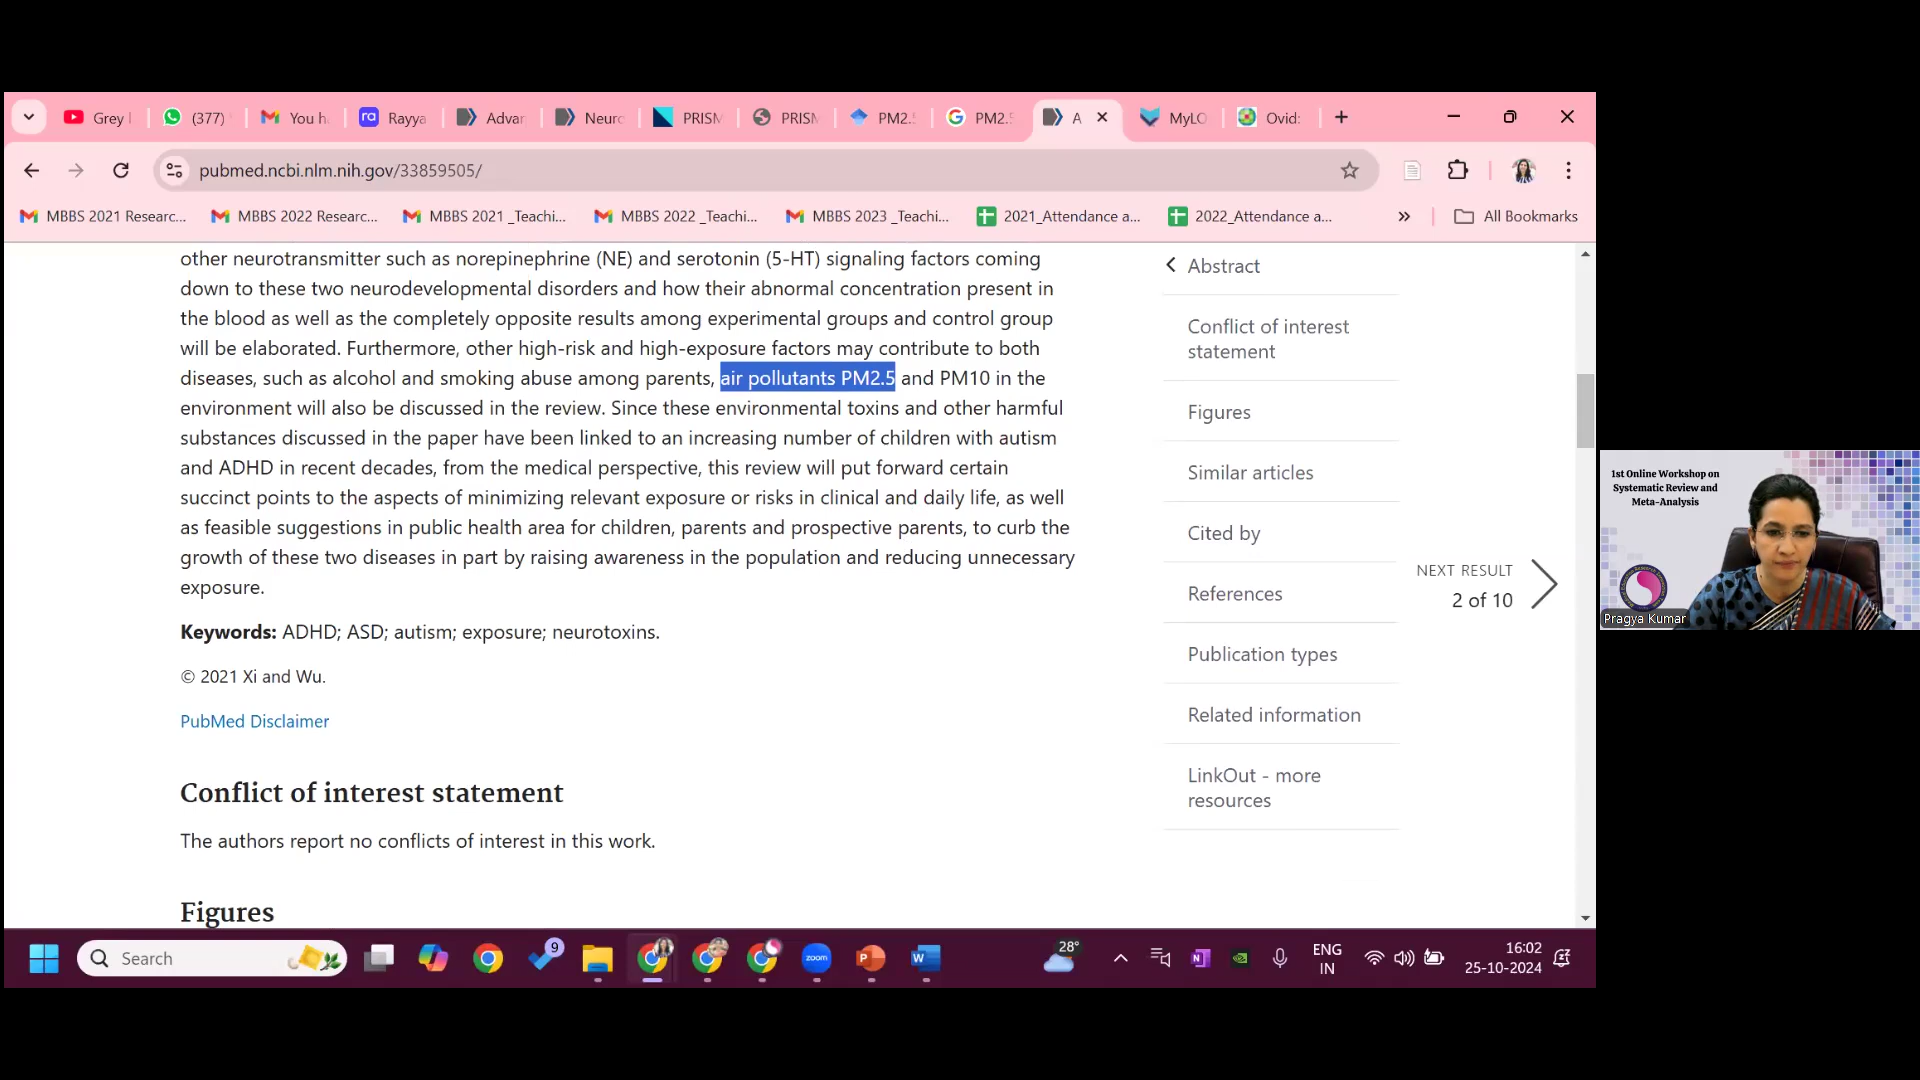 Grey
(377)
You h
Rayya
Advar
Neuro
PRISM
PRISM
PM2.5
PM2.5
A
MyLO
Ovid:
pubmed.ncbi.nlm.nih.gov/33859505/
MBBS 2021 Researc...
MBBS 2022 Researc...
MBBS 2021 _Teachi...
MBBS 2022 _Teachi...
MBBS 2023 _Teachi...
2021_Attendance a...
2022_Attendance a...
All Bookmarks
other neurotransmitter such as norepinephrine (NE) and serotonin (5-HT) signaling factors coming
down to these two neurodevelopmental disorders and how their abnormal concentration present in
the blood as well as the completely opposite results among experimental groups and control group
will be elaborated. Furthermore, other high-risk and high-exposure factors may contribute to both
diseases, such as alcohol and smoking abuse among parents, air pollutants PM2.5 and PM10 in the
environment will also be discussed in the review. Since these environmental toxins and other harmful
substances discussed in the paper have been linked to an increasing number of children with autism
and ADHD in recent decades, from the medical perspective, this review will put forward certain
succinct points to the aspects of minimizing relevant exposure or risks in clinical and daily life, as well
as feasible suggestions in public health area for children, parents and prospective parents, to curb the
growth of these two diseases in part by raising awareness in the population and reducing unnecessary
exposure.
Keywords: ADHD; ASD; autism; exposure; neurotoxins.
© 2021 Xi and Wu.
PubMed Disclaimer
Conflict of interest statement
The authors report no conflicts of interest in this work.
Figures
Abstract
Conflict of interest
statement
Figures
Similar articles
Cited by
References
Publication types
Related information
LinkOut - more
resources
NEXT RESULT
2 of 10
1st Online Workshop on
Systematic Review and
Meta-Analysis
Pragya Kumar
Search
9
zoom
28°
ENG
IN
16:02
25-10-2024